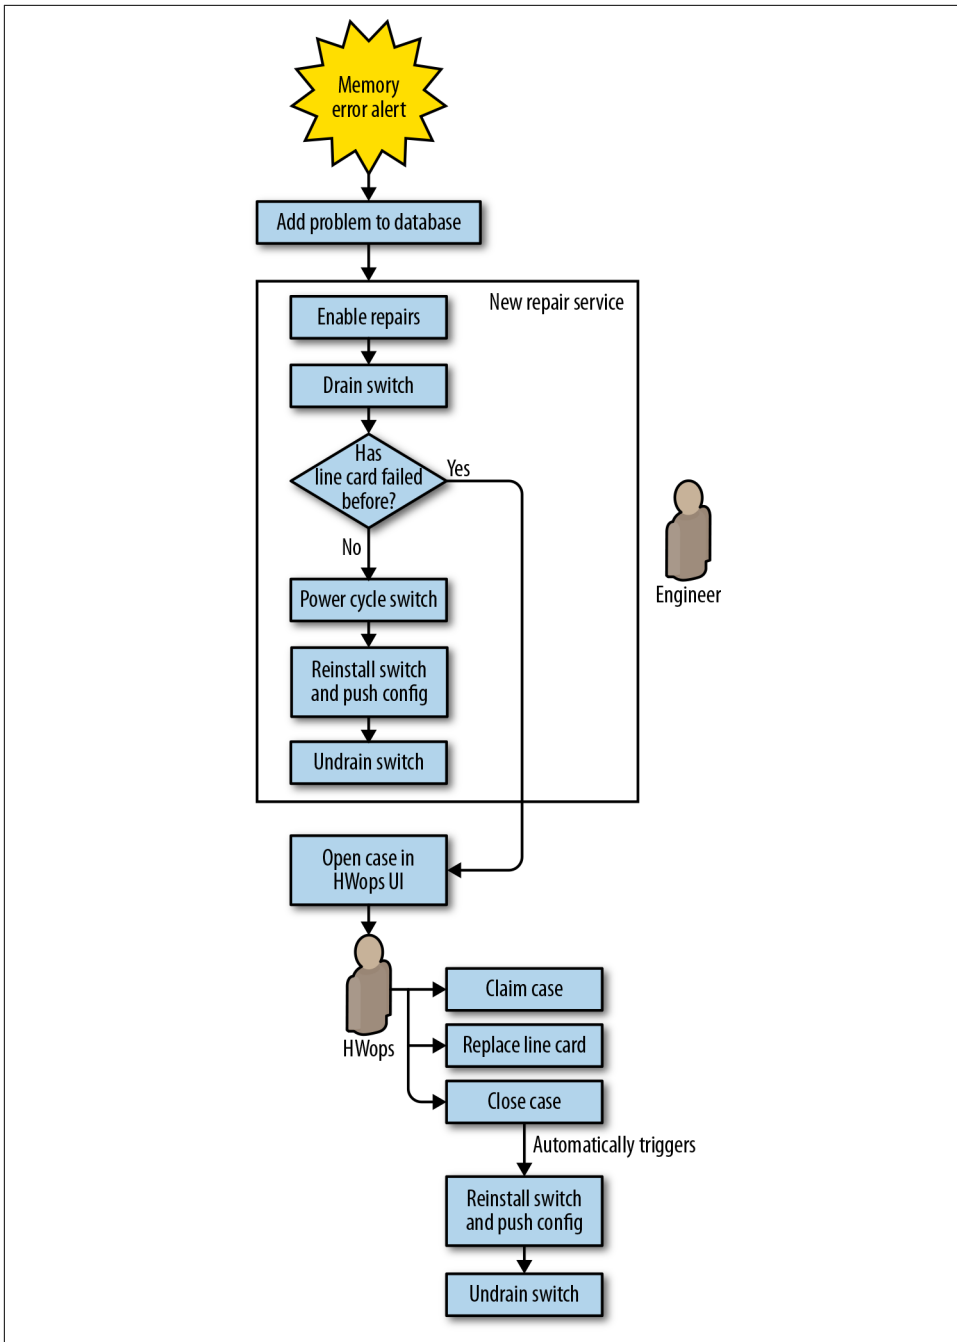 Memory
error alert
Add problem to database
New repair service
Enable repairs
Drain switch
Has
line card failed
before?
Yes
No
Power cycle switch
Engineer
Reinstall switch
and push config
Undrain switch
Open case in
HWops UI
HWops
Claim case
Replace line card
Close case
Automatically triggers
Reinstall switch
and push config
Undrain switch